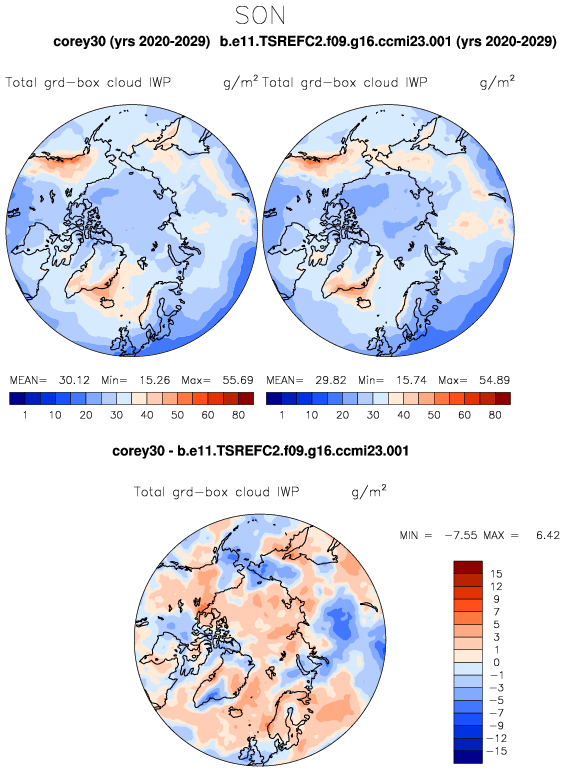 SON
corey30 (yrs 2020-2029) b.e11.TSREFC2.f09.g16.ccmi23.001 (yrs 2020-2029)
Total grd-box cloud IWP g/m² Total grd-box cloud IWP g/m²
MEAN= 30.12 Min= 15.26 Max= 55.69 MEAN= 29.82 Min= 15.74 Max= 54.89
1 10 20 30 40 50 60 80 1 10 20 30 40 50 60 80
corey30 - b.e11.TSREFC2.f09.g16.ccmi23.001
Total grd-box cloud IWP g/m²
MIN = -7.55 MAX = 6.42
15
12
9
7
5
3
1
0
-1
-3
-5
-7
-9
-12
-15